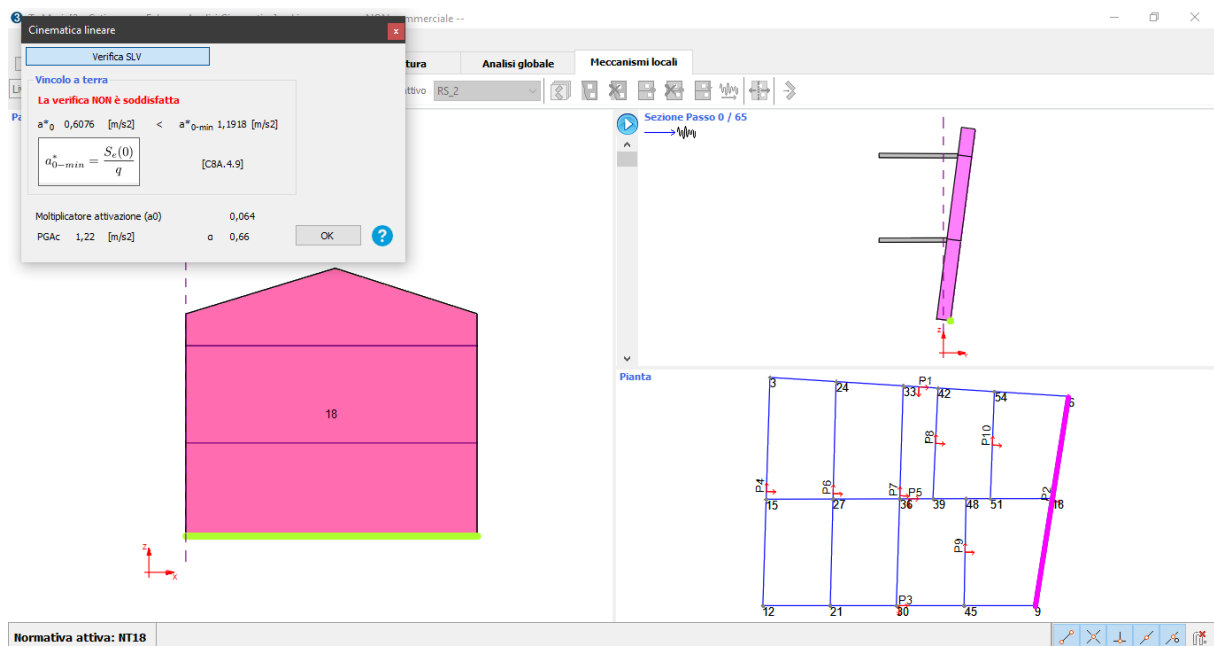 mmerciale --
Cinematica lineare
x
Verifica SLV
Vincolo a terra
La verifica NON è soddisfatta
a*0 0,6076 [m/s2] < a*0-min 1,1918 [m/s2]
a*0−min = Se(0) / q [C8A.4.9]
Moltiplicatore attivazione (a0) 0,064
PGAc 1,22 [m/s2] α 0,66 OK ?
tura Analisi globale Meccanismi locali
ttivo RS_2
Sezione Passo 0 / 65
z
18
z
x
Pianta
3 24 33 P1 42 54 6
P8 P10
P4 P6 P7 P5 P2
15 27 36 39 48 51 18
P9
P3
12 21 30 45 9
Normativa attiva: NT18